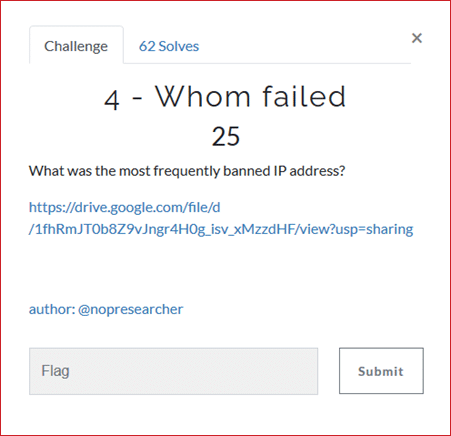 Challenge
62 Solves
×
4 - Whom failed
25
What was the most frequently banned IP address?
https://drive.google.com/file/d
/1fhRmJT0b8Z9vJngr4H0g_isv_xMzzdHF/view?usp=sharing
author: @nopresearcher
Flag
Submit